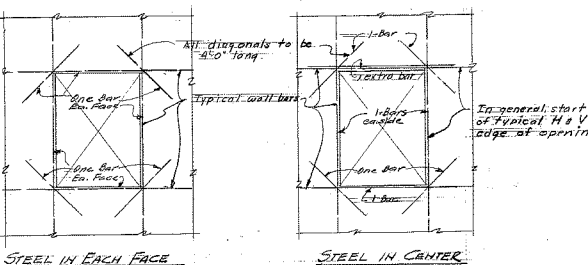 All diagonals to be
4'-0" long
One Bar
Ea. Face
Typical wall bars
One Bar
Ea. Face
STEEL IN EACH FACE
1-Bar
extra bar
1-Bars
ea. side
In general, start
of typical H & V
edge of openin
One Bar
1-Bar
STEEL IN CENTER